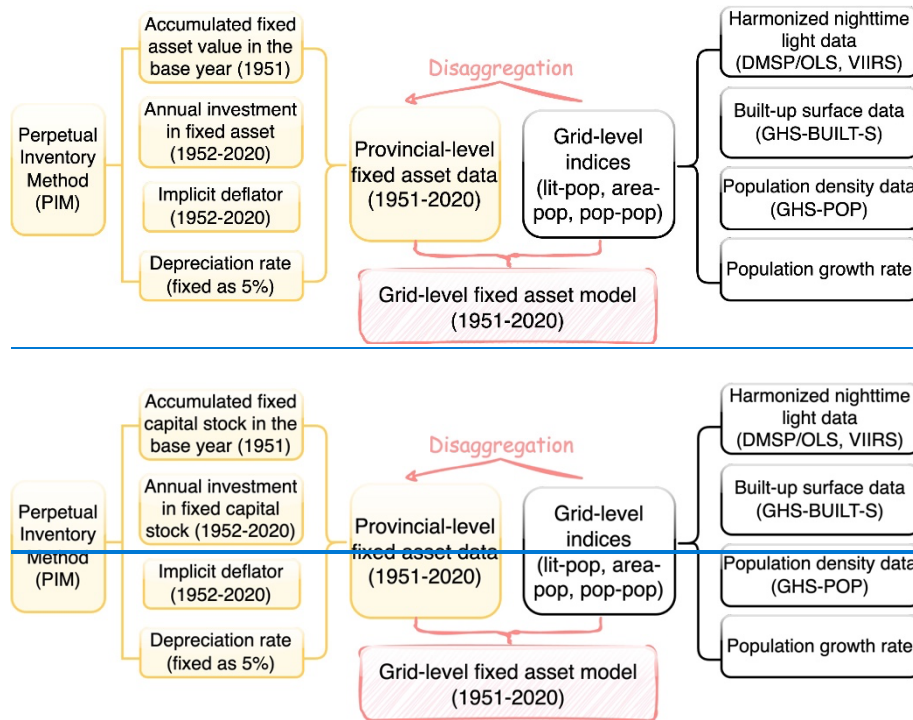 Perpetual
Inventory
Method
(PIM)
Accumulated fixed
asset value in the
base year (1951)
Annual investment
in fixed asset
(1952-2020)
Implicit deflator
(1952-2020)
Depreciation rate
(fixed as 5%)
Disaggregation
Provincial-level
fixed asset data
(1951-2020)
Grid-level
indices
(lit-pop, area-
pop, pop-pop)
Grid-level fixed asset model
(1951-2020)
Harmonized nighttime
light data
(DMSP/OLS, VIIRS)
Built-up surface data
(GHS-BUILT-S)
Population density data
(GHS-POP)
Population growth rate
Perpetual
Inventory
Method
(PIM)
Accumulated fixed
capital stock in the
base year (1951)
Annual investment
in fixed capital
stock (1952-2020)
Implicit deflator
(1952-2020)
Depreciation rate
(fixed as 5%)
Disaggregation
Provincial-level
fixed asset data
(1951-2020)
Grid-level
indices
(lit-pop, area-
pop, pop-pop)
Grid-level fixed asset model
(1951-2020)
Harmonized nighttime
light data
(DMSP/OLS, VIIRS)
Built-up surface data
(GHS-BUILT-S)
Population density data
(GHS-POP)
Population growth rate